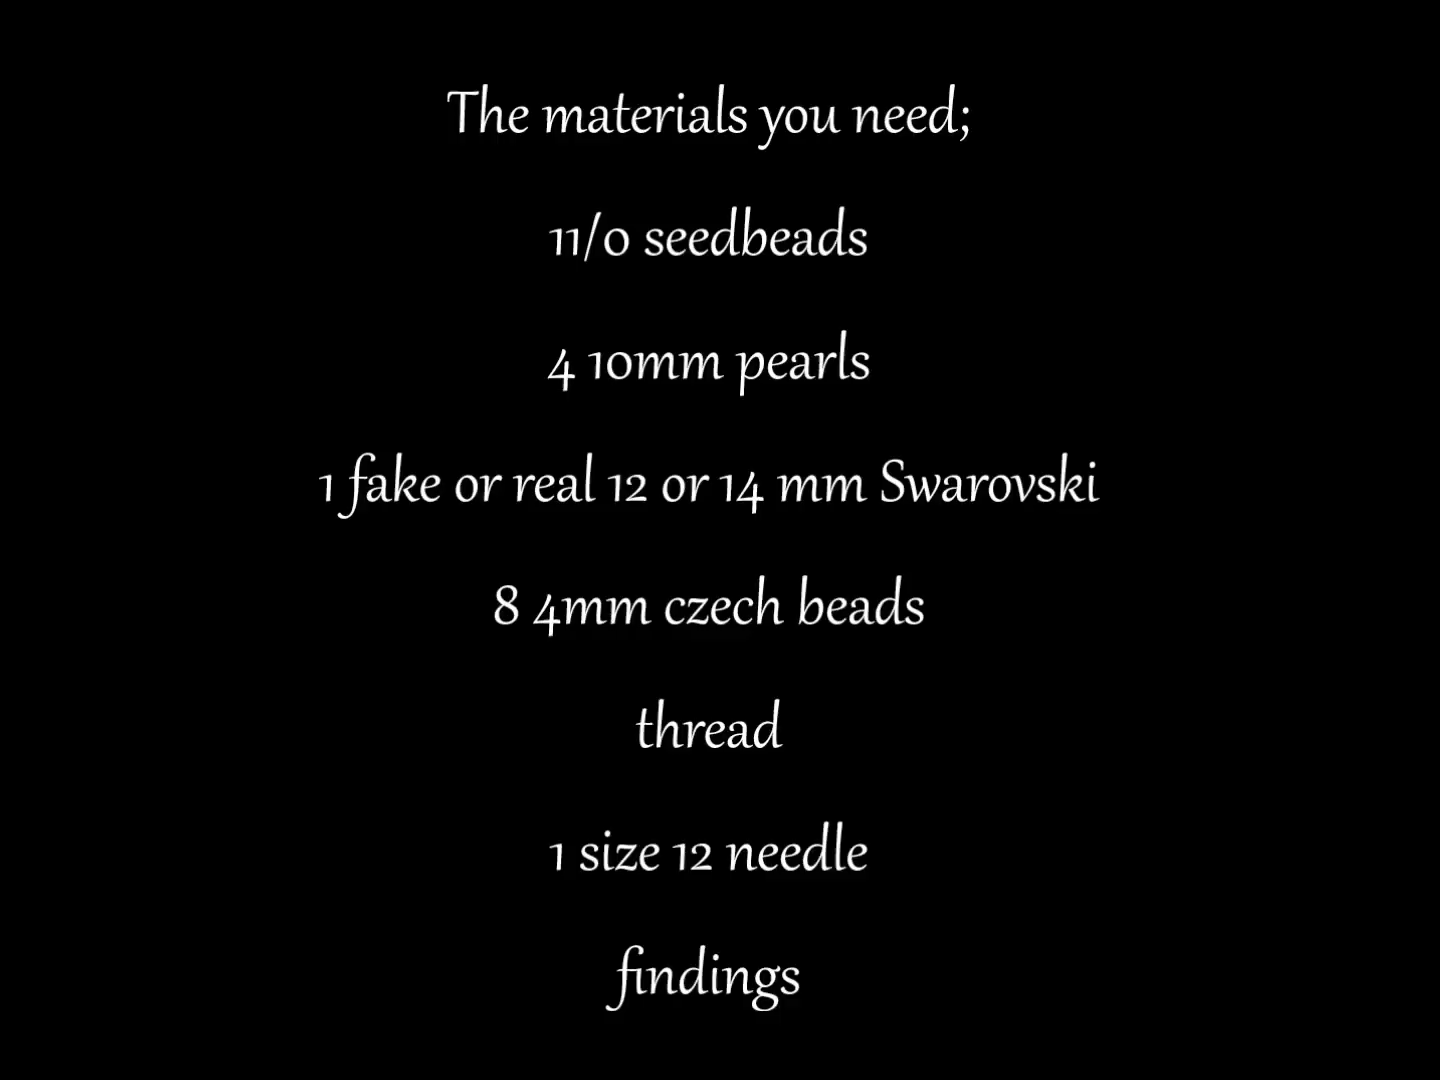 The materials you need;
11/0 seedbeads
4 10mm pearls
1 fake or real 12 or 14 mm Swarovski
8 4mm czech beads
thread
1 size 12 needle
findings